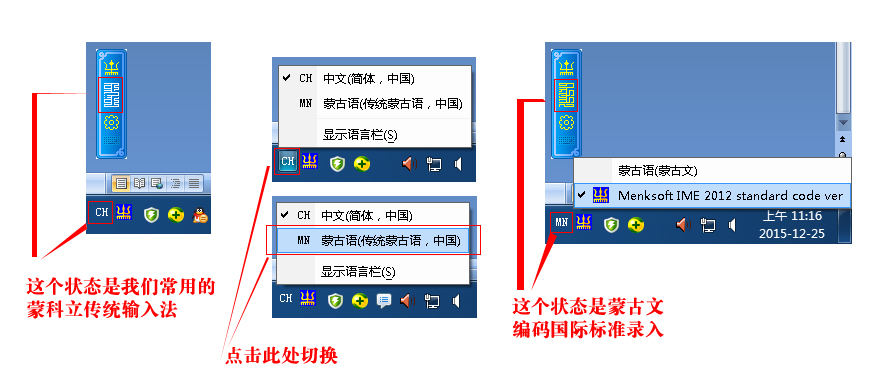 CH
这个状态是我们常用的
蒙科立传统输入法
CH 中文(简体，中国)
MN 蒙古语(传统蒙古语，中国)
显示语言栏(S)
CH
CH 中文(简体，中国)
MN 蒙古语(传统蒙古语，中国)
显示语言栏(S)
CH
点击此处切换
蒙古语(蒙古文)
Menksoft IME 2012 standard code ver
MN
上午 11:16
2015-12-25
这个状态是蒙古文
编码国际标准录入